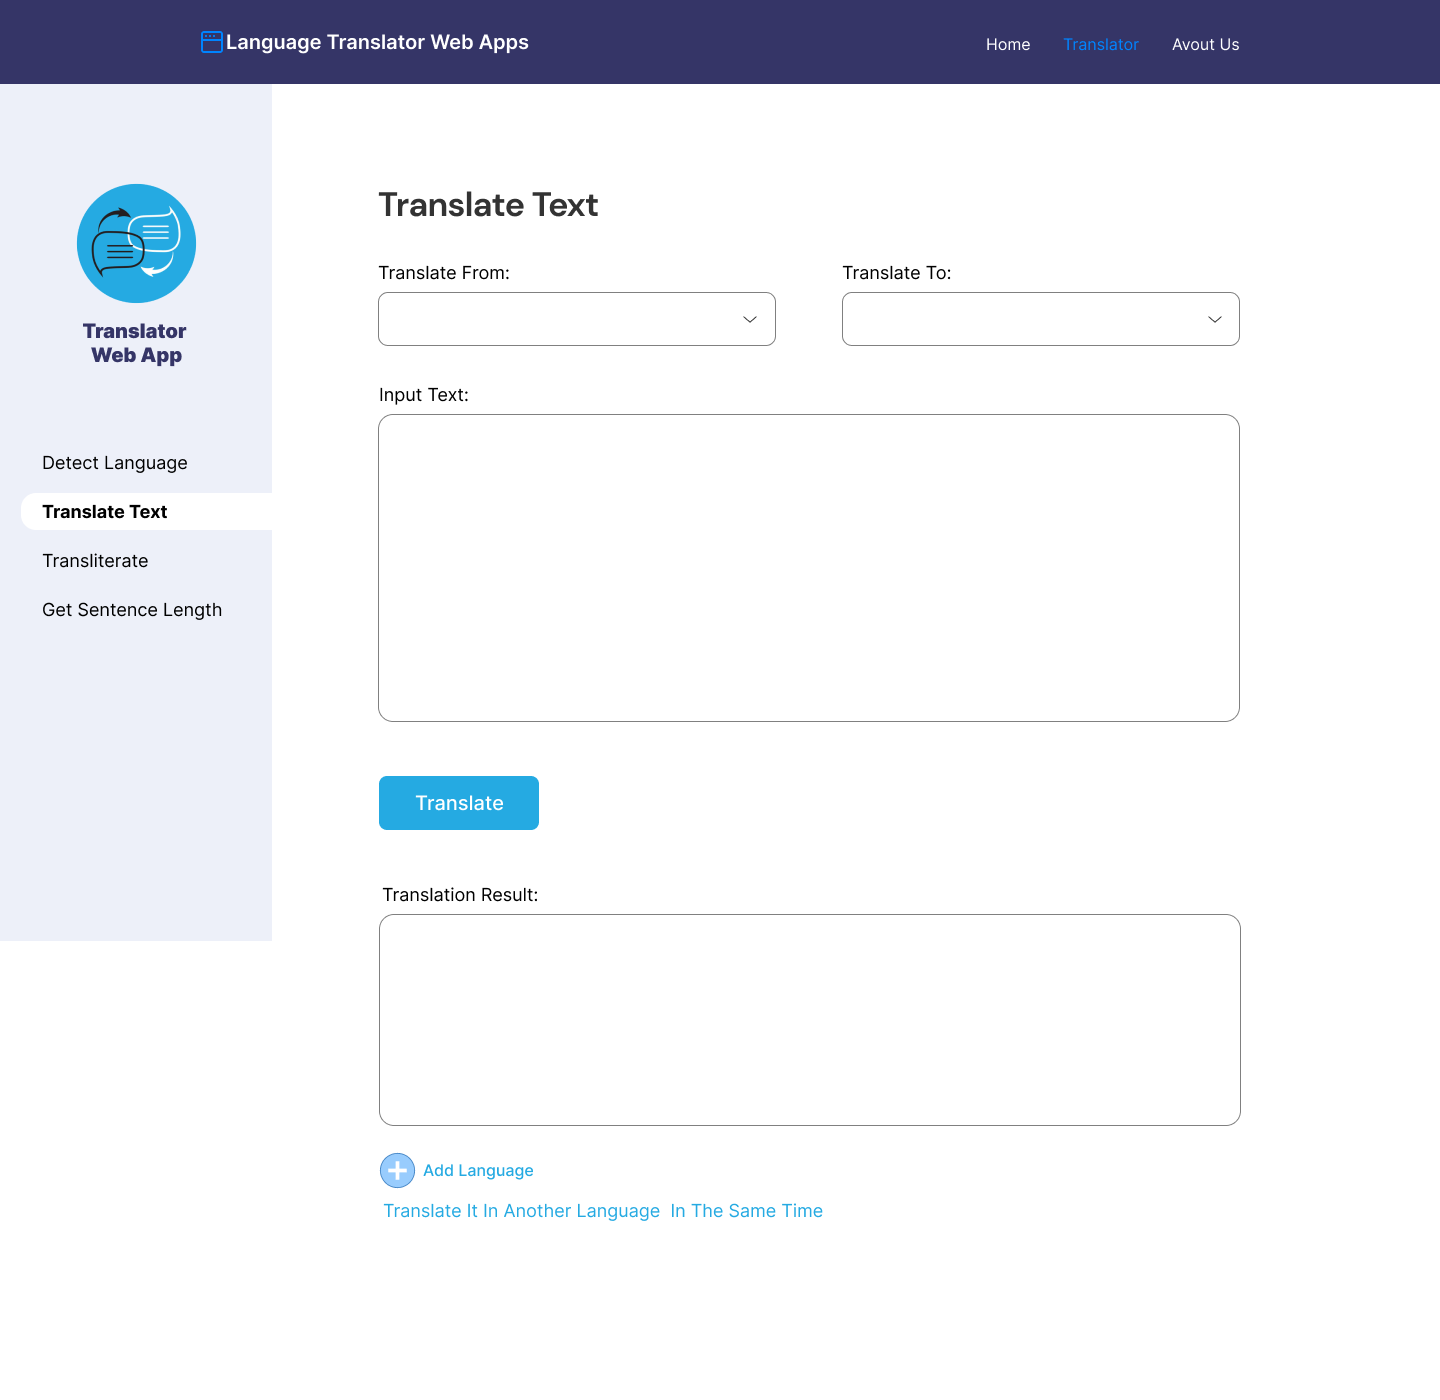 Language Translator Web Apps
Home
Translator
Avout Us
Translator
Web App
Detect Language
Translate Text
Transliterate
Get Sentence Length
Translate Text
Translate From:
Translate To:
Input Text:
Translate
Translation Result:
Add Language
Translate It In Another Language  In The Same Time